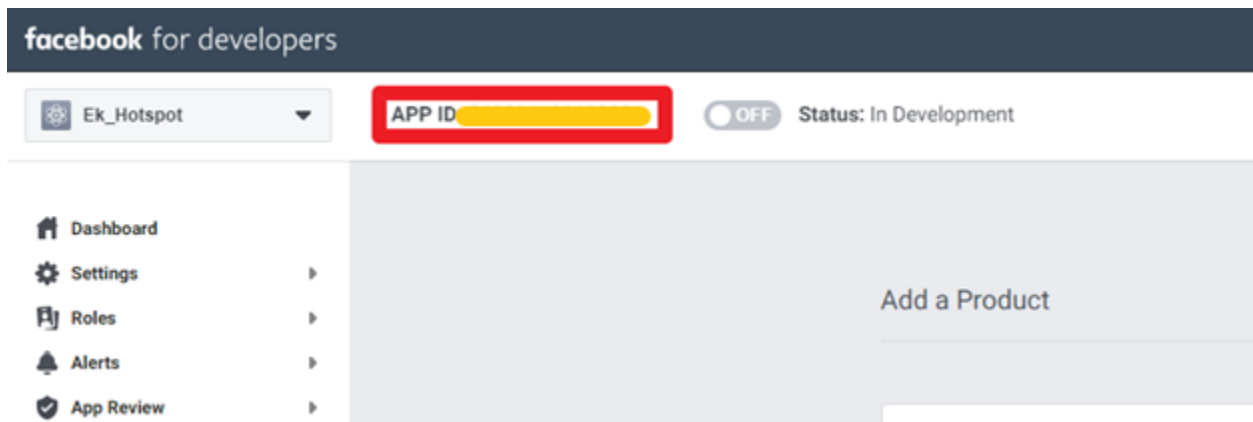 facebook for developers
Ek_Hotspot
APP ID
OFF
Status: In Development
Dashboard
Settings
Roles
Alerts
App Review
Add a Product